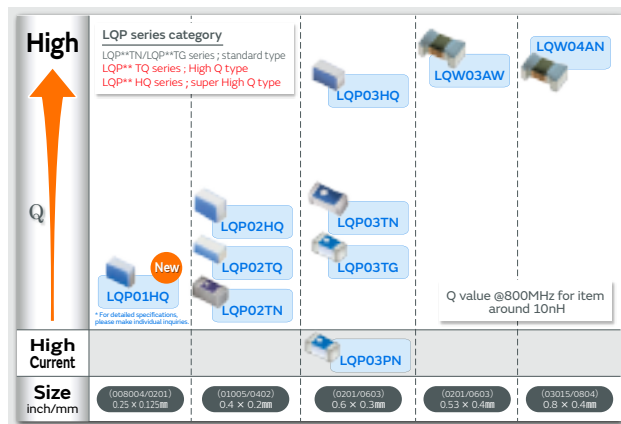 High
LQP series category
LQP**TN/LQP**TG series ; standard type
LQP** TQ series ; High Q type
LQP** HQ series ; super High Q type
LQW04AN
LQW03AW
LQP03HQ
Q
LQP03TN
LQP02HQ
LQP03TG
LQP02TQ
New
LQP01HQ
LQP02TN
* For detailed specifications,
please make individual inquiries.
Q value @800MHz for item
around 10nH
High
Current
LQP03PN
Size
inch/mm
(008004/0201)
0.25 × 0.125mm
(01005/0402)
0.4 × 0.2mm
(0201/0603)
0.6 × 0.3mm
(0201/0603)
0.53 × 0.4mm
(03015/0804)
0.8 × 0.4mm